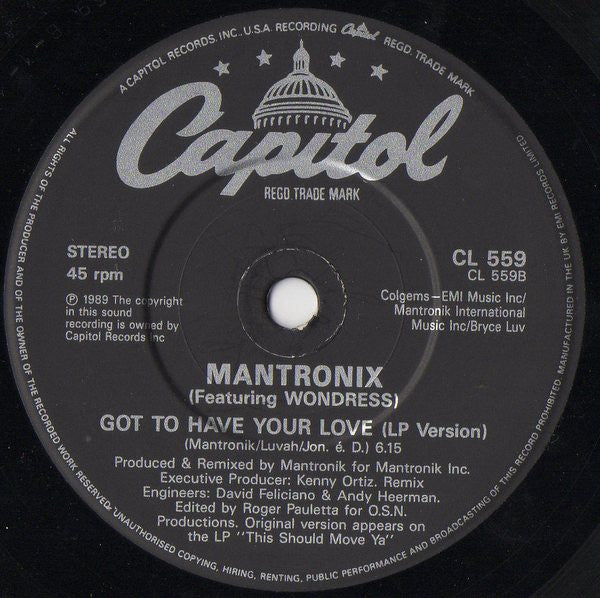 A CAPITOL RECORDS, INC., U.S.A. RECORDING Capitol REGD. TRADE MARK
Capitol
REGD. TRADE MARK
STEREO
45 rpm
CL 559
CL 559B
℗ 1989 The copyright
in this sound
recording is owned by
Capitol Records Inc
Colgems—EMI Music Inc/
Mantronik International
Music Inc/Bryce Luv
MANTRONIX
(Featuring WONDRESS)
GOT TO HAVE YOUR LOVE (LP Version)
(Mantronik/Luvah/Jon. é. D.) 6.15
Produced & Remixed by Mantronik for Mantronik Inc.
Executive Producer: Kenny Ortiz. Remix
Engineers: David Feliciano & Andy Heerman.
Edited by Roger Pauletta for O.S.N.
Productions. Original version appears on
the LP "This Should Move Ya"
ALL RIGHTS OF THE PRODUCER AND OF THE OWNER OF THE RECORDED WORK RESERVED. UNAUTHORISED COPYING, HIRING, RENTING, PUBLIC PERFORMANCE AND BROADCASTING OF THIS RECORD PROHIBITED. MANUFACTURED IN THE UK BY EMI RECORDS LIMITED